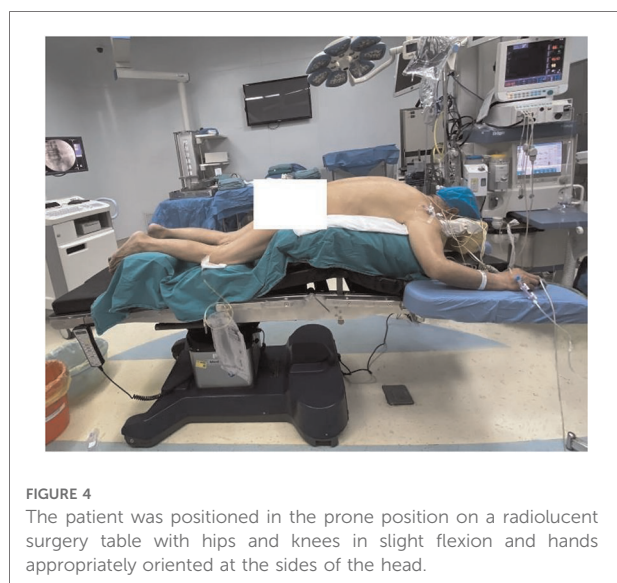 FIGURE 4
The patient was positioned in the prone position on a radiolucent
surgery table with hips and knees in slight flexion and hands
appropriately oriented at the sides of the head.